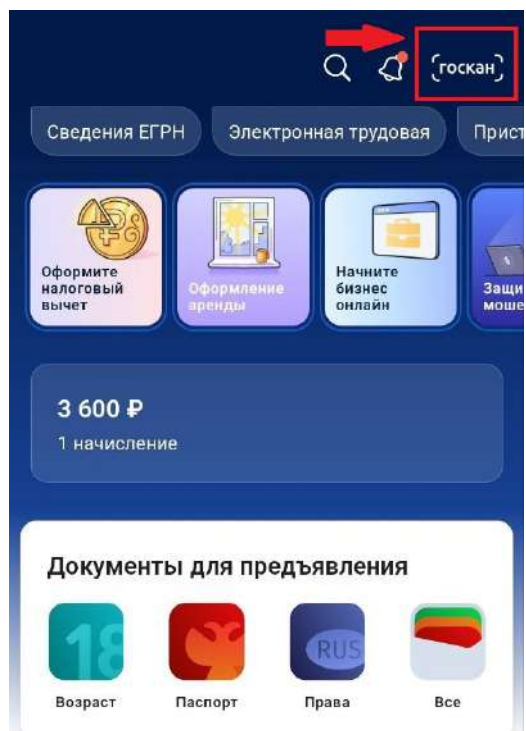 госкан
Сведения ЕГРН
Электронная трудовая
Прист
Оформите
налоговый
вычет
Оформление
аренды
Начните
бизнес
онлайн
Защи
моше
3 600 ₽
1 начисление
Документы для предъявления
18
RUS
Возраст
Паспорт
Права
Все